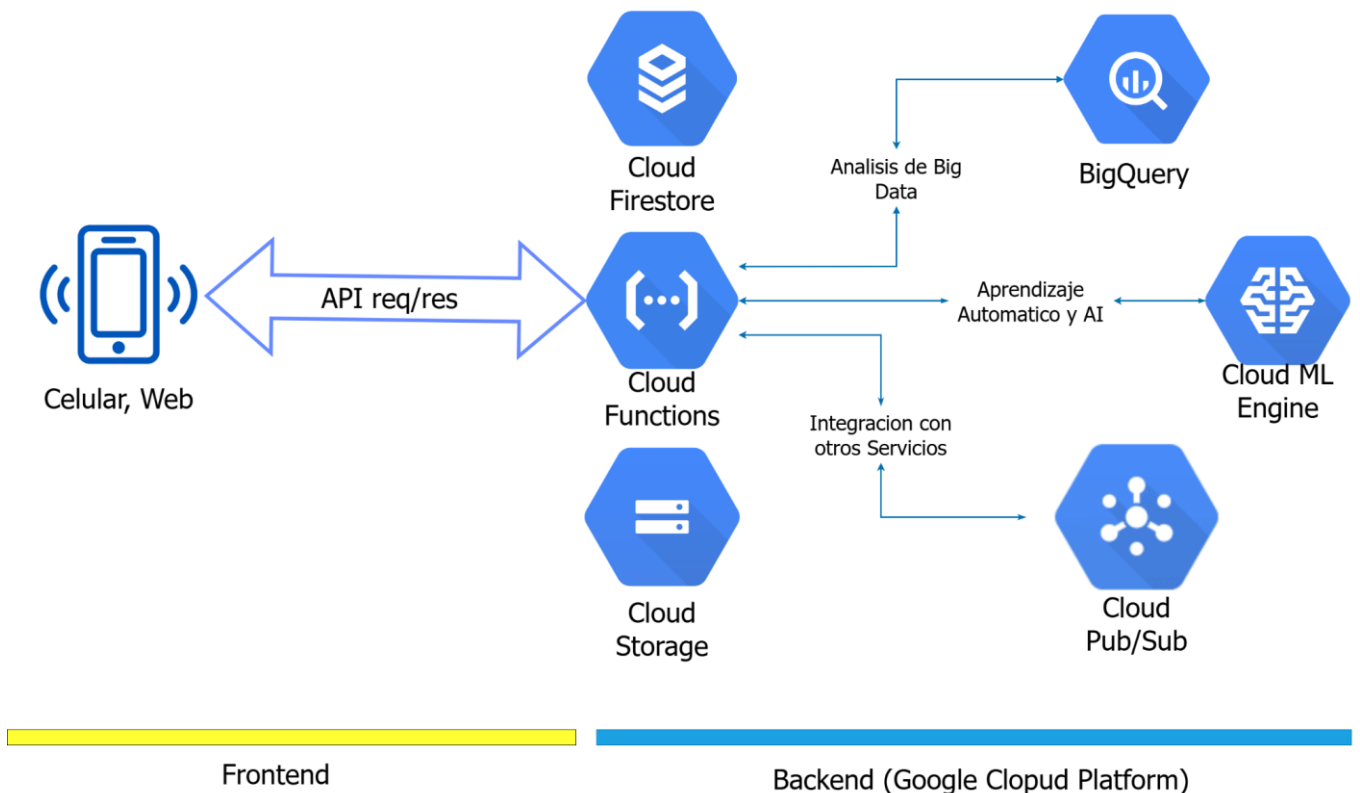 Cloud
Firestore
Analisis de Big
Data
BigQuery
API req/res
Celular, Web
Cloud
Functions
Aprendizaje
Automatico y AI
Cloud ML
Engine
Integracion con
otros Servicios
Cloud
Storage
Cloud
Pub/Sub
Frontend
Backend (Google Clopud Platform)